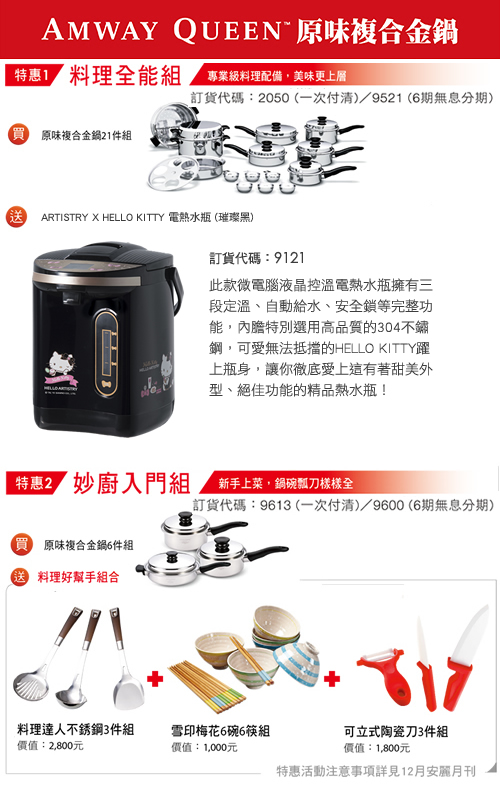 AMWAY QUEEN™ 原味複合金鍋
特惠1 料理全能組 專業級料理配備，美味更上層
訂貨代碼：2050 (一次付清)／9521 (6期無息分期)
買 原味複合金鍋21件組
送 ARTISTRY X HELLO KITTY 電熱水瓶 (璀璨黑)
訂貨代碼：9121
此款微電腦液晶控溫電熱水瓶擁有三
段定溫、自動給水、安全鎖等完整功
能，內膽特別選用高品質的304不鏽
鋼，可愛無法抵擋的HELLO KITTY躍
上瓶身，讓你徹底愛上這有著甜美外
型、絕佳功能的精品熱水瓶！
HELLO ARTISTRY
特惠2 妙廚入門組 新手上菜，鍋碗瓢刀樣樣全
訂貨代碼：9613 (一次付清)／9600 (6期無息分期)
買 原味複合金鍋6件組
送 料理好幫手組合
料理達人不銹鋼3件組
價值：2,800元
雪印梅花6碗6筷組
價值：1,000元
可立式陶瓷刀3件組
價值：1,800元
特惠活動注意事項詳見12月安麗月刊